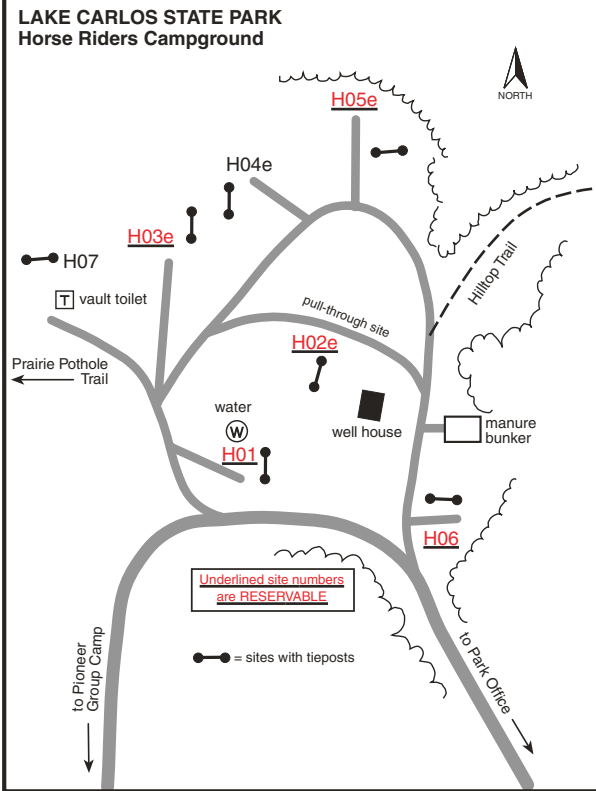 LAKE CARLOS STATE PARK
Horse Riders Campground
NORTH
H05e
H04e
H03e
H07
T vault toilet
Hilltop Trail
pull-through site
H02e
Prairie Pothole
Trail
water
W
well house
manure
bunker
H01
H06
Underlined site numbers
are RESERVABLE
= sites with tieposts
to Pioneer
Group Camp
to Park Office